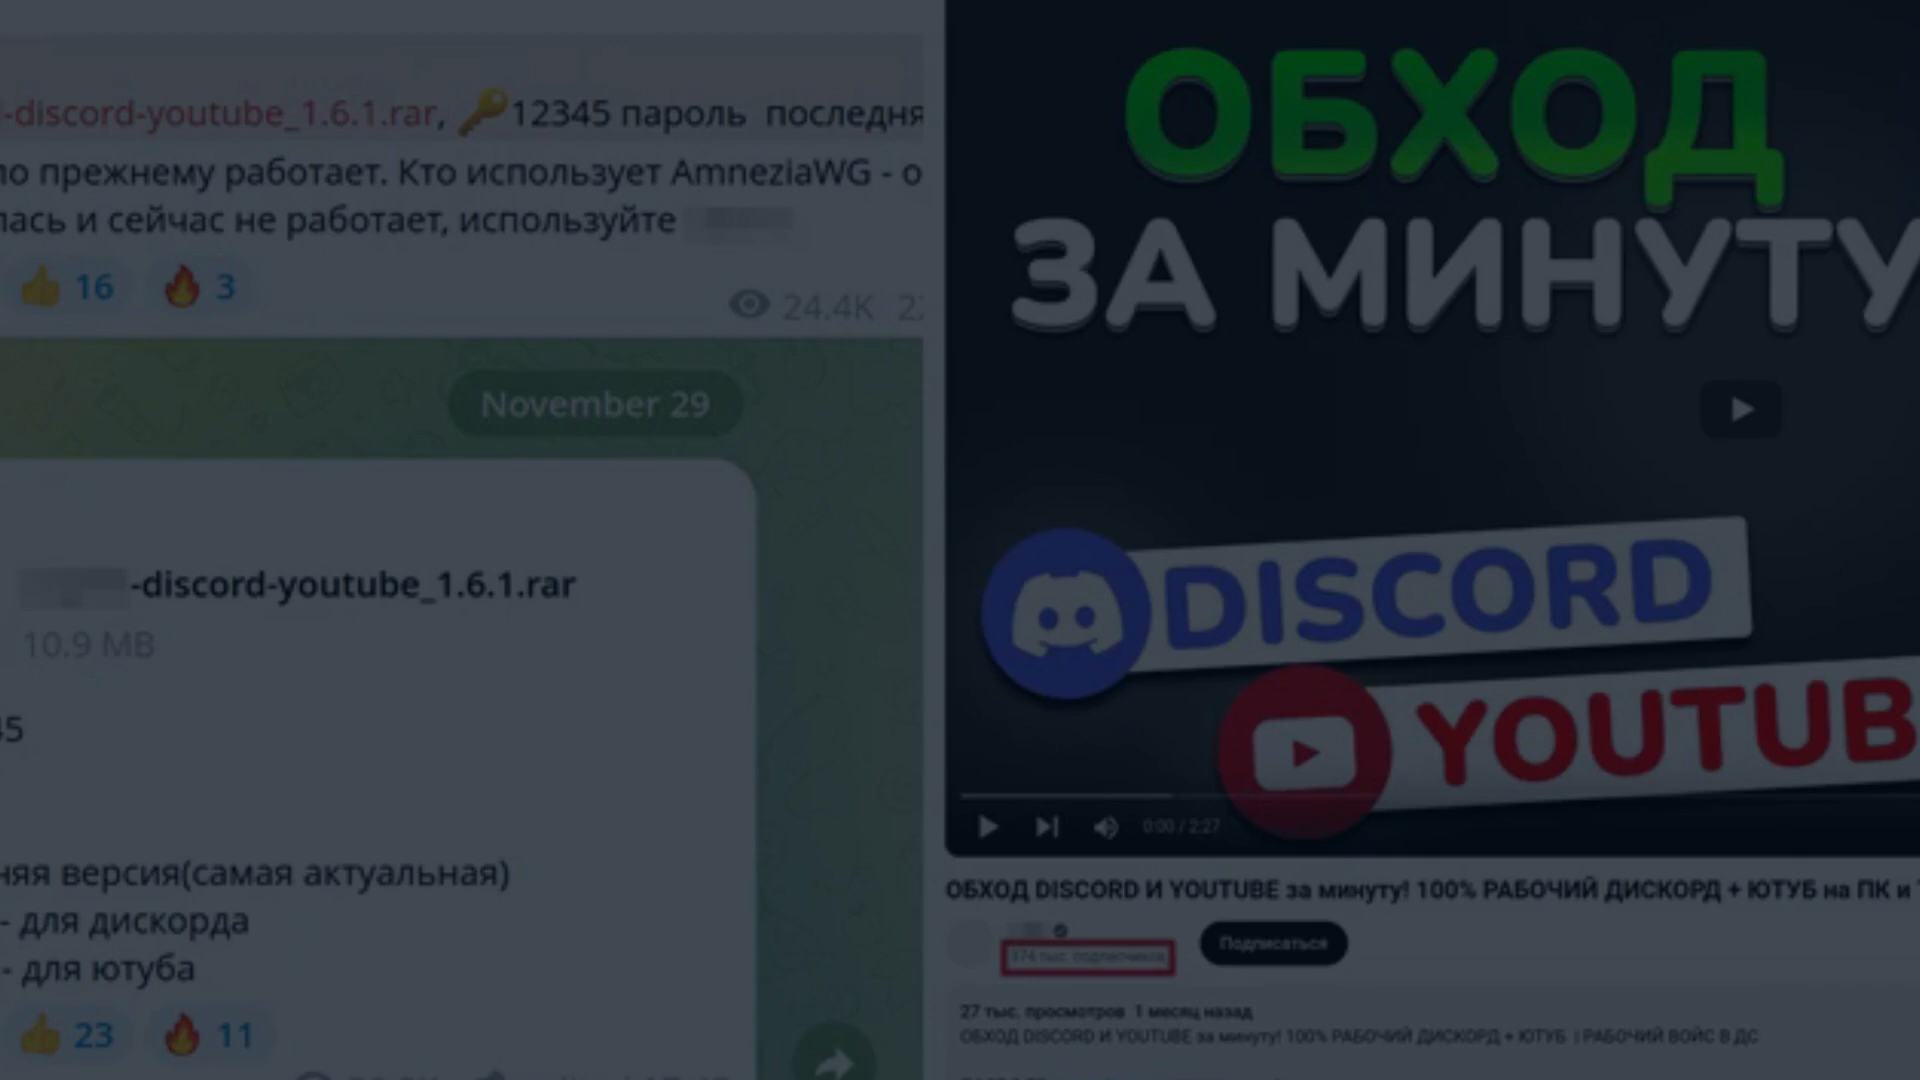 -discord-youtube_1.6.1.rar, 🔑12345 пароль последня
по прежнему работает. Кто использует AmneziaWG - о
лась и сейчас не работает, используйте
👍 16 🔥 3
24.4K
November 29
-discord-youtube_1.6.1.rar
10.9 MB
45
няя версия(самая актуальная)
- для дискорда
- для ютуба
👍 23 🔥 11
ОБХОД
ЗА МИНУТУ
DISCORD
YOUTUB
0:00 / 2:27
ОБХОД DISCORD И YOUTUBE за минуту! 100% РАБОЧИЙ ДИСКОРД + ЮТУБ на ПК и
374 тыс. подписчиков
Подписаться
27 тыс. просмотров 1 месяц назад
ОБХОД DISCORD И YOUTUBE за минуту! 100% РАБОЧИЙ ДИСКОРД + ЮТУБ | РАБОЧИЙ ВОЙС В ДС